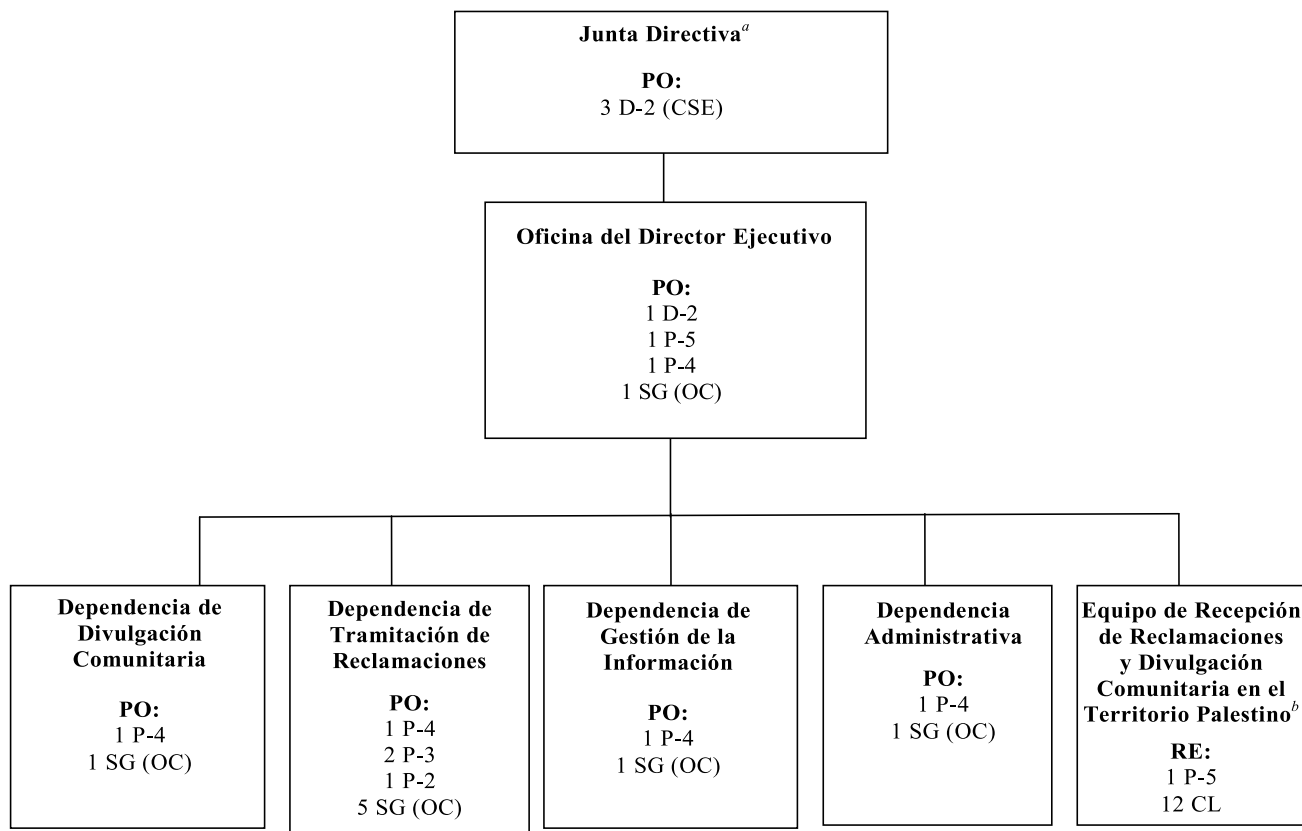 Junta Directivaᵃ
PO:
3 D-2 (CSE)
Oficina del Director Ejecutivo
PO:
1 D-2
1 P-5
1 P-4
1 SG (OC)
Dependencia de
Divulgación
Comunitaria
PO:
1 P-4
1 SG (OC)
Dependencia de
Tramitación de
Reclamaciones
PO:
1 P-4
2 P-3
1 P-2
5 SG (OC)
Dependencia de
Gestión de la
Información
PO:
1 P-4
1 SG (OC)
Dependencia
Administrativa
PO:
1 P-4
1 SG (OC)
Equipo de Recepción
de Reclamaciones
y Divulgación
Comunitaria en el
Territorio Palestinoᵇ
RE:
1 P-5
12 CL